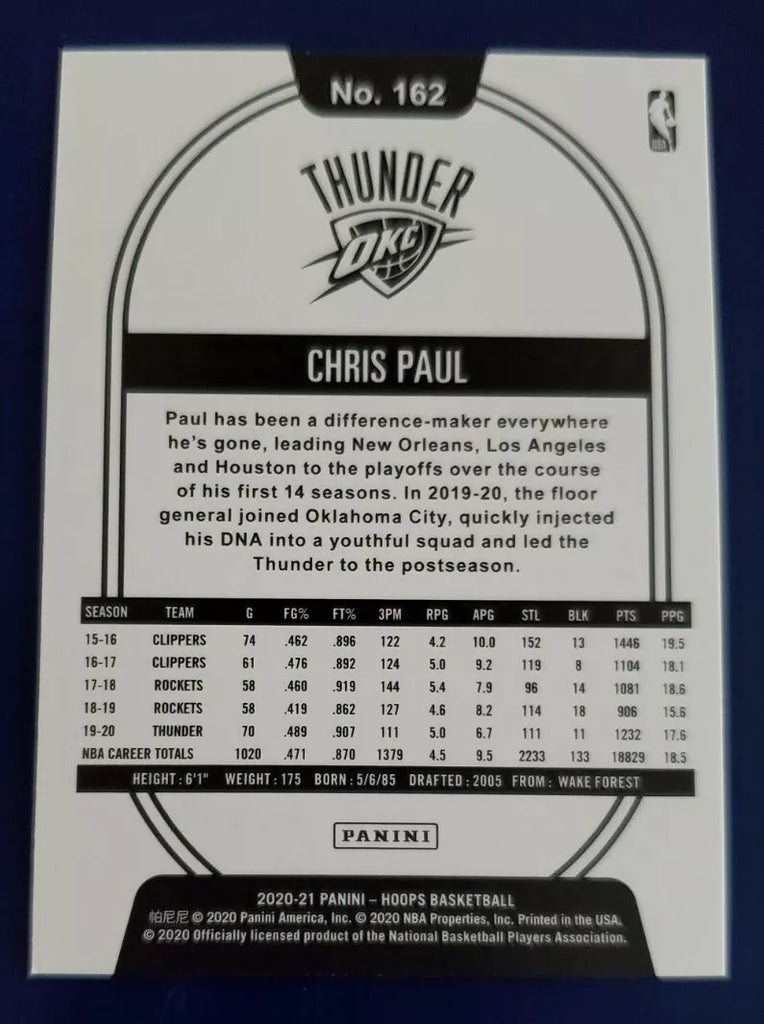 No. 162
NBA
THUNDER
OKC
CHRIS PAUL
Paul has been a difference-maker everywhere
he's gone, leading New Orleans, Los Angeles
and Houston to the playoffs over the course
of his first 14 seasons. In 2019-20, the floor
general joined Oklahoma City, quickly injected
his DNA into a youthful squad and led the
Thunder to the postseason.
SEASON TEAM G FG% FT% 3PM RPG APG STL BLK PTS PPG
15-16 CLIPPERS 74 .462 .896 122 4.2 10.0 152 13 1446 19.5
16-17 CLIPPERS 61 .476 .892 124 5.0 9.2 119 8 1104 18.1
17-18 ROCKETS 58 .460 .919 144 5.4 7.9 96 14 1081 18.6
18-19 ROCKETS 58 .419 .862 127 4.6 8.2 114 18 906 15.6
19-20 THUNDER 70 .489 .907 111 5.0 6.7 111 11 1232 17.6
NBA CAREER TOTALS 1020 .471 .870 1379 4.5 9.5 2233 133 18829 18.5
HEIGHT: 6'1" WEIGHT: 175 BORN: 5/6/85 DRAFTED: 2005 FROM: WAKE FOREST
PANINI
2020-21 PANINI – HOOPS BASKETBALL
帕尼尼 © 2020 Panini America, Inc. © 2020 NBA Properties, Inc. Printed in the USA.
© 2020 Officially licensed product of the National Basketball Players Association.